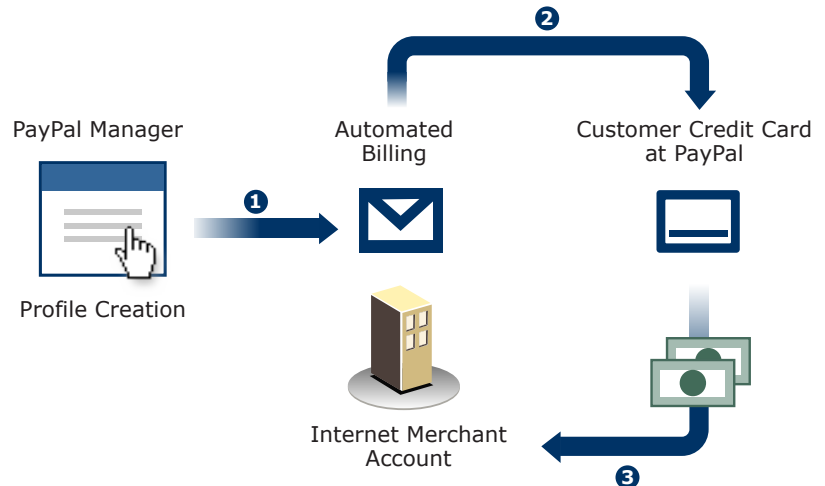 2
PayPal Manager
Automated
Billing
Customer Credit Card
at PayPal
1
Profile Creation
Internet Merchant
Account
3